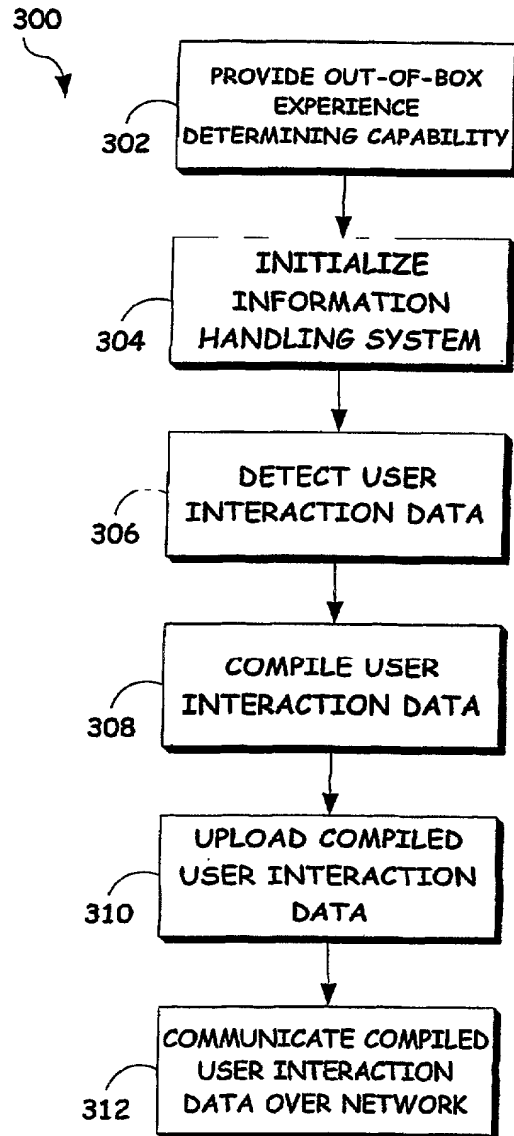 300
PROVIDE OUT-OF-BOX
EXPERIENCE
DETERMINING CAPABILITY
302
INITIALIZE
INFORMATION
HANDLING SYSTEM
304
DETECT USER
INTERACTION DATA
306
COMPILE USER
INTERACTION DATA
308
UPLOAD COMPILED
USER INTERACTION
DATA
310
COMMUNICATE COMPILED
USER INTERACTION
DATA OVER NETWORK
312